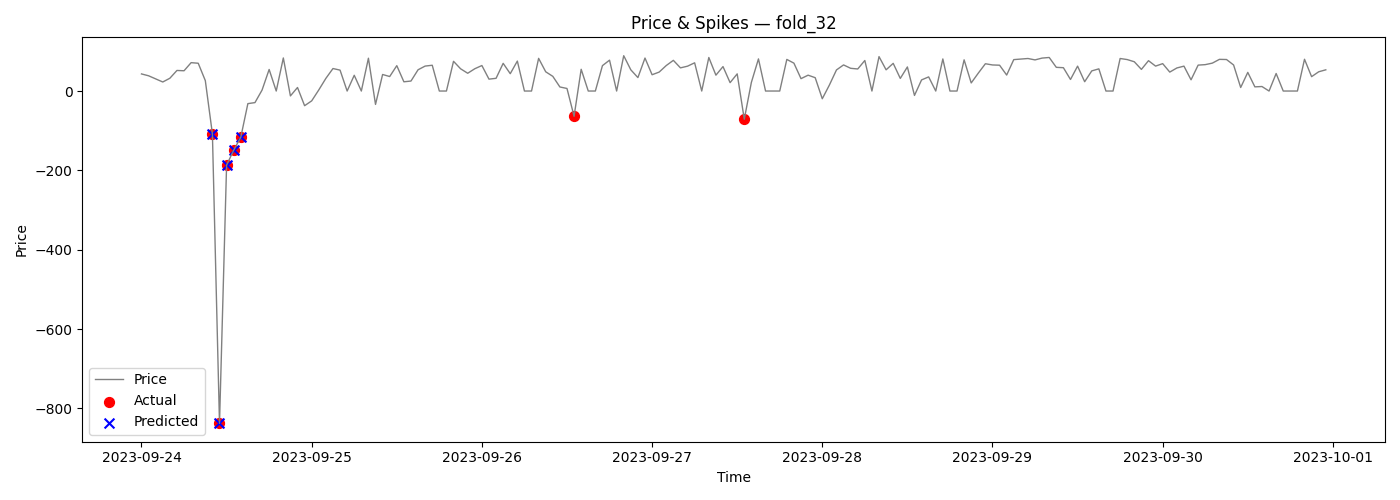 Price & Spikes — fold_32
Price
0
−200
−400
−600
−800
Price
Actual
Predicted
2023-09-24
2023-09-25
2023-09-26
2023-09-27
2023-09-28
2023-09-29
2023-09-30
2023-10-01
Time